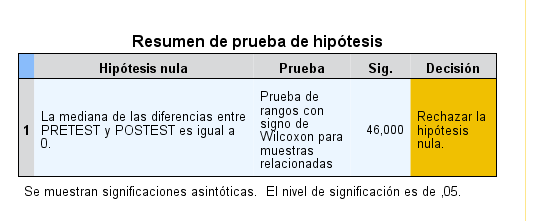 Resumen de prueba de hipótesis
Hipótesis nula Prueba Sig. Decisión
1 La mediana de las diferencias entre PRETEST y POSTEST es igual a 0. Prueba de rangos con signo de Wilcoxon para muestras relacionadas 46,000 Rechazar la hipótesis nula.
Se muestran significaciones asintóticas. El nivel de significación es de ,05.